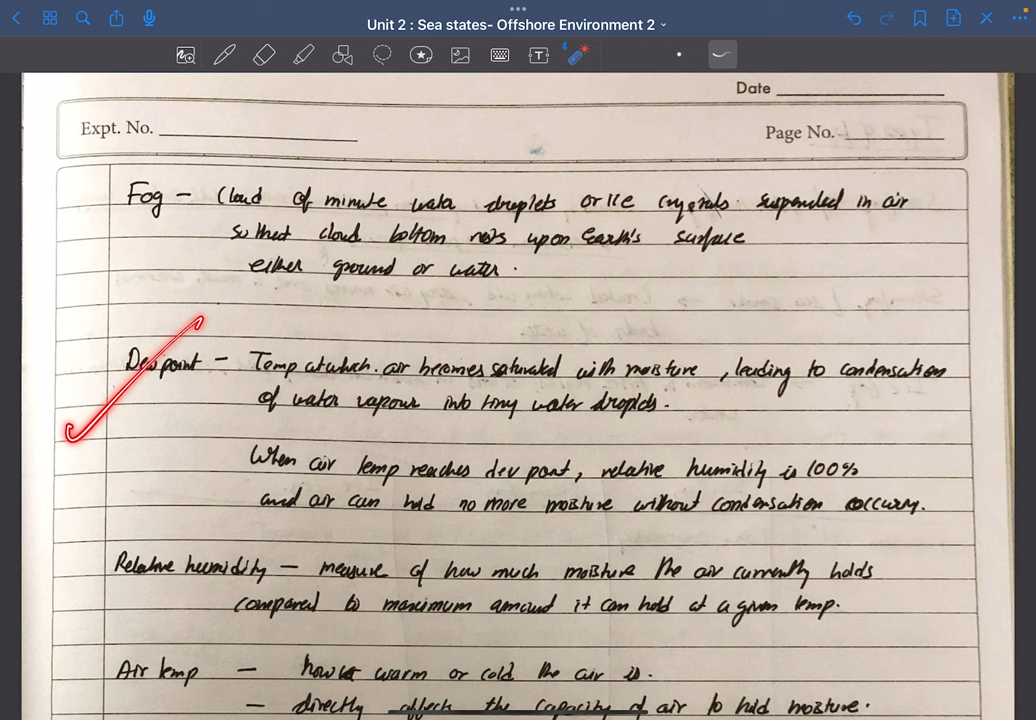 Unit 2 : Sea states- Offshore Environment 2
Date
Expt. No.
Page No.
Fog – Cloud of minute water droplets or ice crystals suspended in air
so that cloud bottom rests upon Earth's surface
either ground or water.
Dew point – Temp at which air becomes saturated with moisture, leading to condensation
of water vapour into tiny water droplets.
When air temp reaches dew point, relative humidity is 100%
and air can hold no more moisture without condensation occurring.
Relative humidity – measure of how much moisture the air currently holds
compared to maximum amount it can hold at a given temp.
Air temp – how warm or cold the air is.
– directly affects the capacity of air to hold moisture.